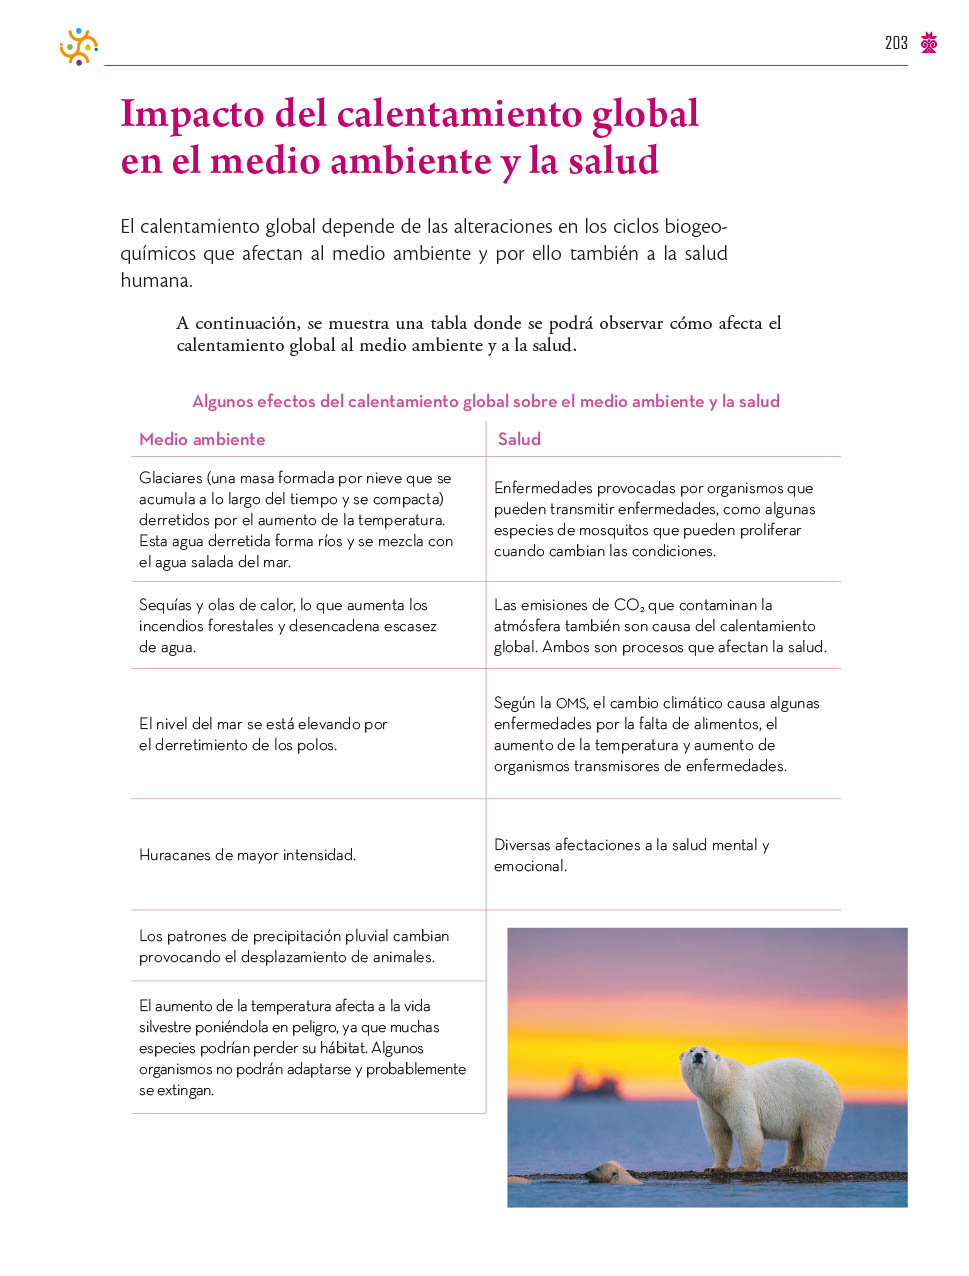 203
Impacto del calentamiento global
en el medio ambiente y la salud
El calentamiento global depende de las alteraciones en los ciclos biogeo-
químicos que afectan al medio ambiente y por ello también a la salud
humana.
A continuación, se muestra una tabla donde se podrá observar cómo afecta el
calentamiento global al medio ambiente y a la salud.
Algunos efectos del calentamiento global sobre el medio ambiente y la salud
Medio ambiente
Salud
Glaciares (una masa formada por nieve que se
acumula a lo largo del tiempo y se compacta)
derretidos por el aumento de la temperatura.
Esta agua derretida forma ríos y se mezcla con
el agua salada del mar.
Enfermedades provocadas por organismos que
pueden transmitir enfermedades, como algunas
especies de mosquitos que pueden proliferar
cuando cambian las condiciones.
Sequías y olas de calor, lo que aumenta los
incendios forestales y desencadena escasez
de agua.
Las emisiones de CO₂ que contaminan la
atmósfera también son causa del calentamiento
global. Ambos son procesos que afectan la salud.
El nivel del mar se está elevando por
el derretimiento de los polos.
Según la OMS, el cambio climático causa algunas
enfermedades por la falta de alimentos, el
aumento de la temperatura y aumento de
organismos transmisores de enfermedades.
Huracanes de mayor intensidad.
Diversas afectaciones a la salud mental y
emocional.
Los patrones de precipitación pluvial cambian
provocando el desplazamiento de animales.
El aumento de la temperatura afecta a la vida
silvestre poniéndola en peligro, ya que muchas
especies podrían perder su hábitat. Algunos
organismos no podrán adaptarse y probablemente
se extingan.